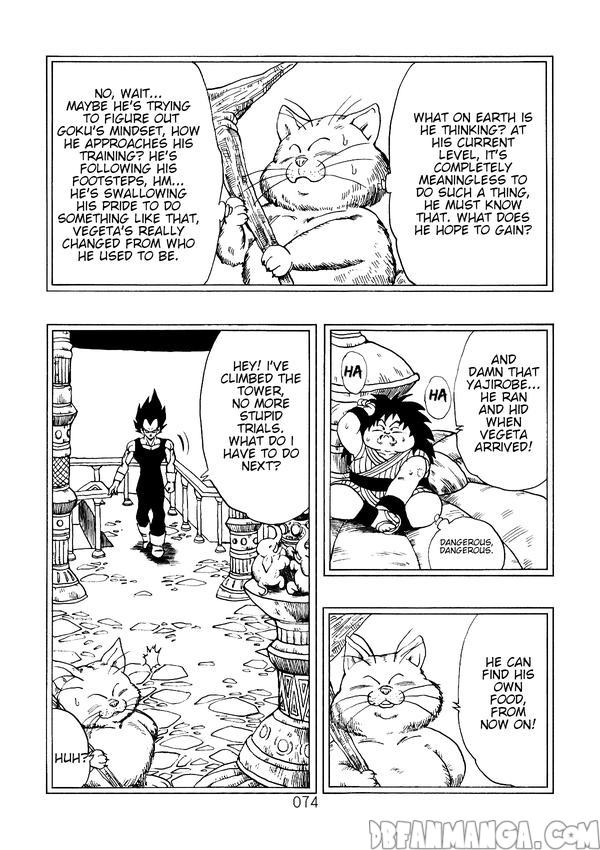 WHAT ON EARTH IS
HE THINKING? AT
HIS CURRENT
LEVEL, IT'S
COMPLETELY
MEANINGLESS TO
DO SUCH A THING,
HE MUST KNOW
THAT. WHAT DOES
HE HOPE TO GAIN?
NO, WAIT...
MAYBE HE'S TRYING
TO FIGURE OUT
GOKU'S MINDSET, HOW
HE APPROACHES HIS
TRAINING? HE'S
FOLLOWING HIS
FOOTSTEPS, HM...
HE'S SWALLOWING
HIS PRIDE TO DO
SOMETHING LIKE THAT,
VEGETA'S REALLY
CHANGED FROM WHO
HE USED TO BE.
AND
DAMN THAT
YAJIROBE...
HE RAN
AND HID
WHEN
VEGETA
ARRIVED!
HA
HA
DANGEROUS,
DANGEROUS.
HE CAN
FIND HIS
OWN
FOOD,
FROM
NOW ON!
HEY! I'VE
CLIMBED THE
TOWER,
NO MORE
STUPID
TRIALS.
WHAT DO I
HAVE TO DO
NEXT?
HUH?
074
DBFANMANGA.COM